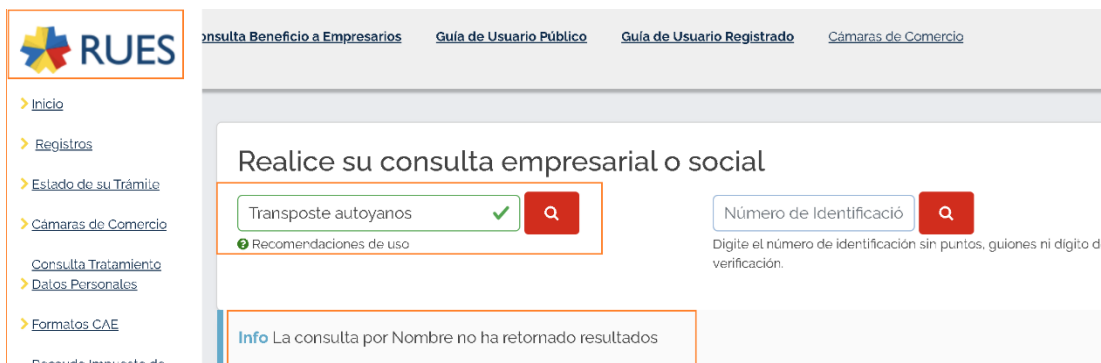 RUES
onsulta Beneficio a Empresarios Guía de Usuario Público Guía de Usuario Registrado Cámaras de Comercio
Inicio
Registros
Estado de su Trámite
Cámaras de Comercio
Consulta Tratamiento
Datos Personales
Formatos CAE
Realice su consulta empresarial o social
Transposte autoyanos
Recomendaciones de uso
Número de Identificació
Digite el número de identificación sin puntos, guiones ni dígito d
verificación.
Info La consulta por Nombre no ha retornado resultados